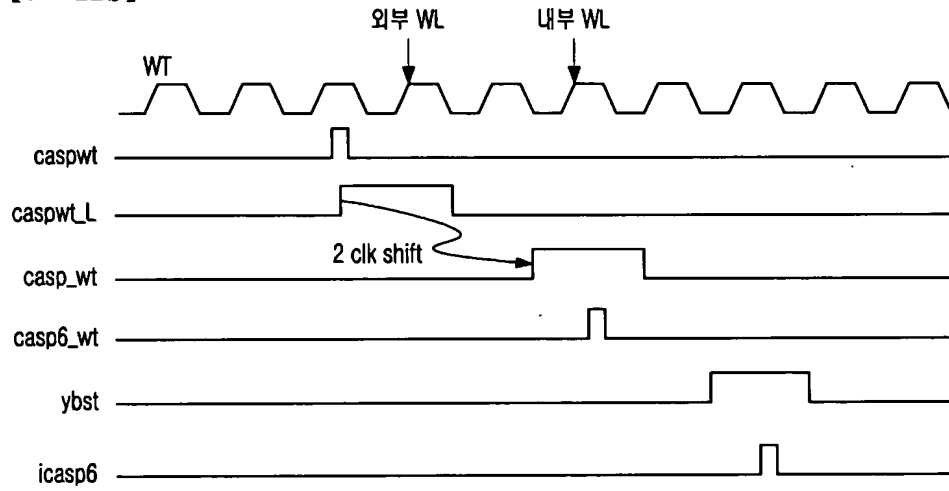 외부 WL
내부 WL
WT
caspwt
caspwt_L
2 clk shift
casp_wt
casp6_wt
ybst
icasp6